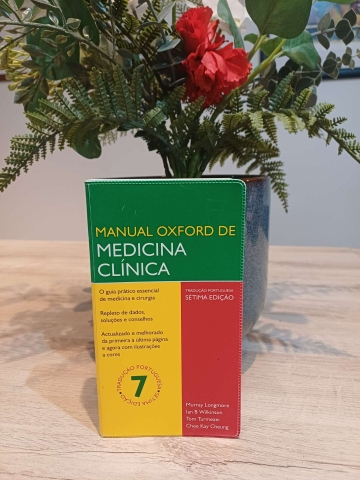 MANUAL OXFORD DE
MEDICINA
CLÍNICA
O guia prático essencial
de medicina e cirurgia
Repleto de dados,
soluções e conselhos
Actualizado e melhorado
da primeira à última página
e agora com ilustrações
a cores
TRADUÇÃO PORTUGUESA
SÉTIMA EDIÇÃO
TRADUÇÃO PORTUGUESA
SÉTIMA EDIÇÃO
7
Murray Longmore
Ian B Wilkinson
Tom Turmezei
Chee Kay Cheung